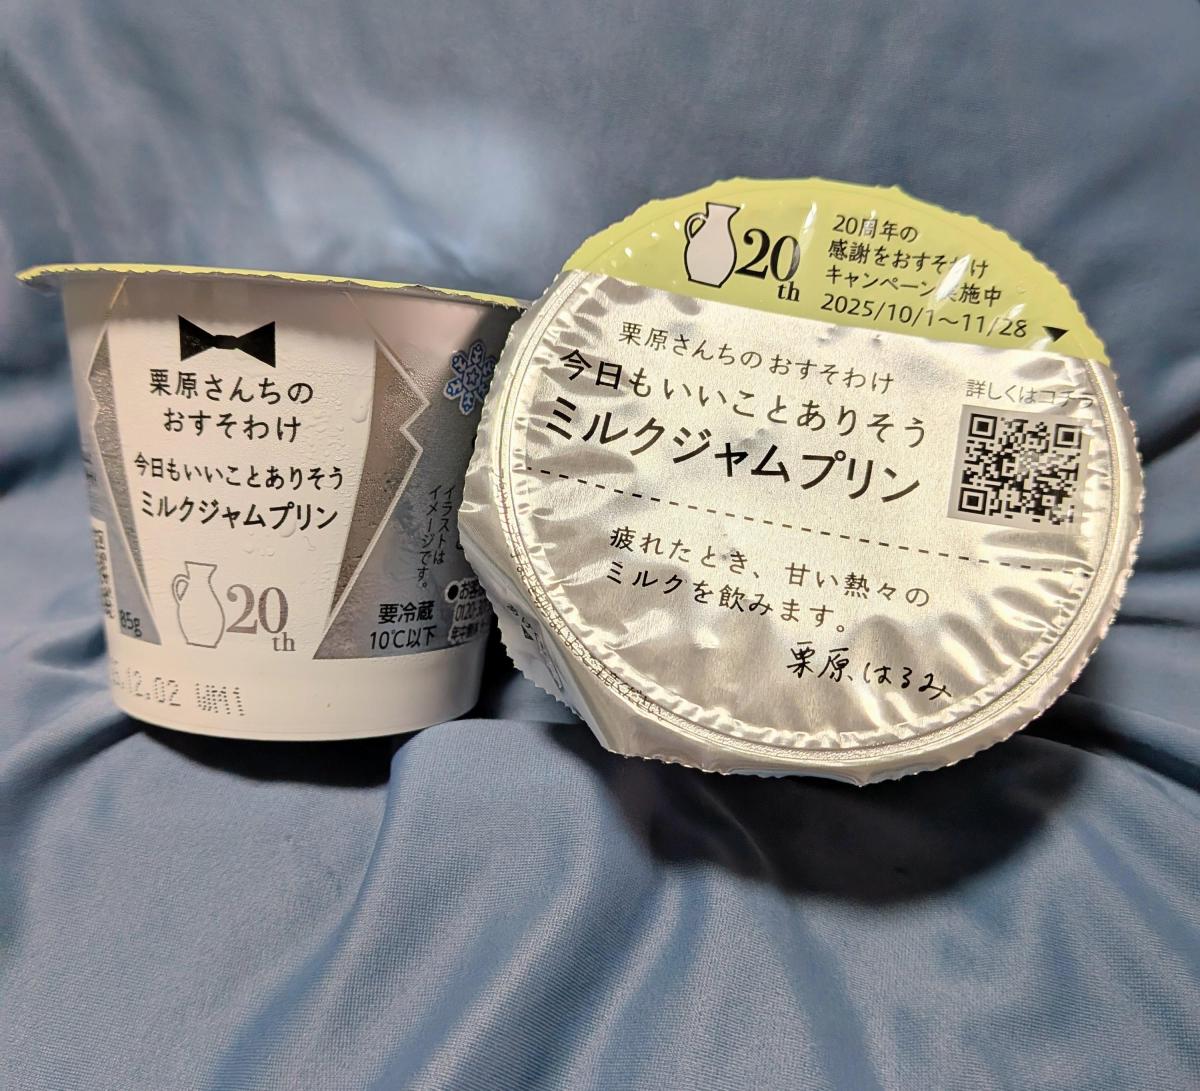 栗原さんちの
おすそわけ
今日もいいことありそう
ミルクジャムプリン
20
th
85g
イラストは
イメージです。
要冷蔵
10℃以下
.12.02 WM1
20
th
20周年の
感謝をおすそわけ
キャンペーン実施中
2025/10/1〜11/28
栗原さんちのおすそわけ
今日もいいことありそう
ミルクジャムプリン
詳しくはコチラ
疲れたとき、甘い熱々の
ミルクを飲みます。
栗原はるみ